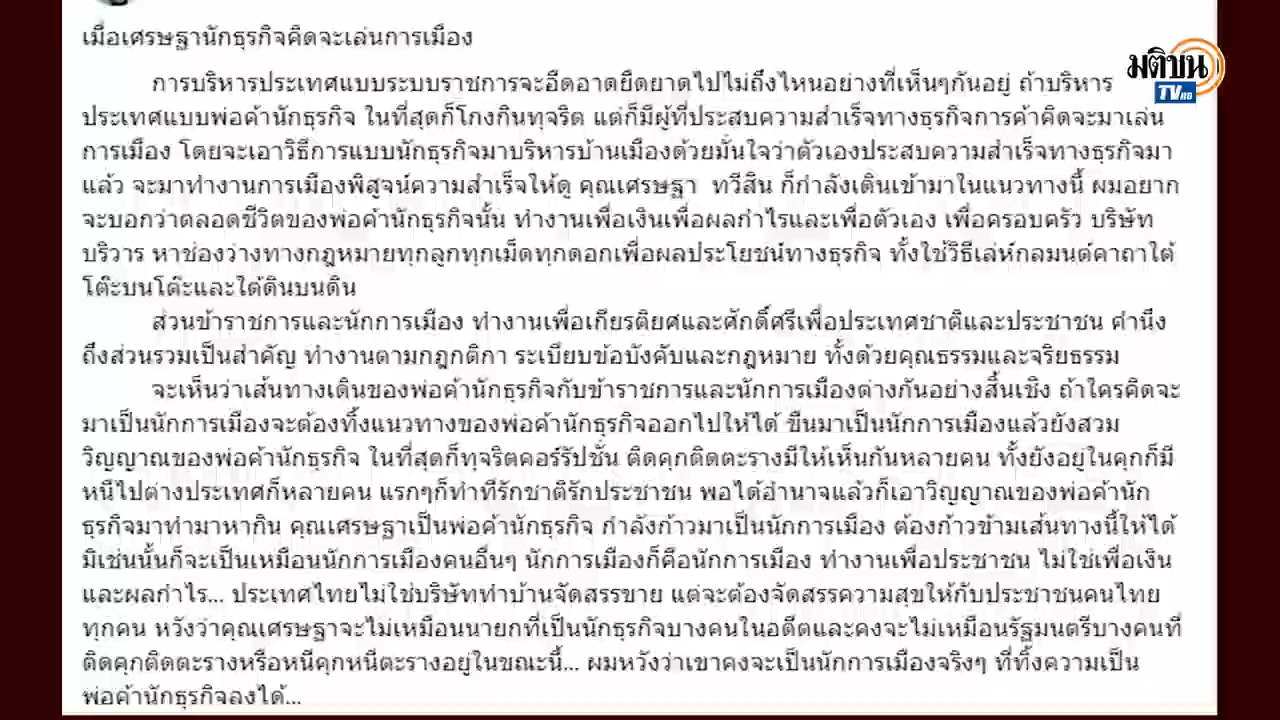 เมื่อเศรษฐานักธุรกิจคิดจะเล่นการเมือง
มติชน
TV HD
การบริหารประเทศแบบระบบราชการจะอืดอาดยืดยาดไปไม่ถึงไหนอย่างที่เห็นๆกันอยู่ ถ้าบริหาร
ประเทศแบบพ่อค้านักธุรกิจ ในที่สุดก็โกงกินทุจริต แต่ก็มีผู้ที่ประสบความสำเร็จทางธุรกิจการค้าคิดจะมาเล่น
การเมือง โดยจะเอาวิธีการแบบนักธุรกิจมาบริหารบ้านเมืองด้วยมั่นใจว่าตัวเองประสบความสำเร็จทางธุรกิจมา
แล้ว จะมาทำงานการเมืองพิสูจน์ความสำเร็จให้ดู คุณเศรษฐา ทวีสิน ก็กำลังเดินเข้ามาในแนวทางนี้ ผมอยาก
จะบอกว่าตลอดชีวิตของพ่อค้านักธุรกิจนั้น ทำงานเพื่อเงินเพื่อผลกำไรและเพื่อตัวเอง เพื่อครอบครัว บริษัท
บริวาร หาช่องว่างทางกฎหมายทุกลูกทุกเม็ดทุกดอกเพื่อผลประโยชน์ทางธุรกิจ ทั้งใช้วิธีเล่ห์กลมนต์คาถาใต้
โต๊ะบนโต๊ะและใต้ดินบนดิน
ส่วนข้าราชการและนักการเมือง ทำงานเพื่อเกียรติยศและศักดิ์ศรีเพื่อประเทศชาติและประชาชน คำนึง
ถึงส่วนรวมเป็นสำคัญ ทำงานตามกฎกติกา ระเบียบข้อบังคับและกฎหมาย ทั้งด้วยคุณธรรมและจริยธรรม
จะเห็นว่าเส้นทางเดินของพ่อค้านักธุรกิจกับข้าราชการและนักการเมืองต่างกันอย่างสิ้นเชิง ถ้าใครคิดจะ
มาเป็นนักการเมืองจะต้องทิ้งแนวทางของพ่อค้านักธุรกิจออกไปให้ได้ ขืนมาเป็นนักการเมืองแล้วยังสวม
วิญญาณของพ่อค้านักธุรกิจ ในที่สุดก็ทุจริตคอร์รัปชั่น ติดคุกติดตะรางมีให้เห็นกันหลายคน ทั้งยังอยู่ในคุกก็มี
หนีไปต่างประเทศก็หลายคน แรกๆก็ทำทีรักชาติรักประชาชน พอได้อำนาจแล้วก็เอาวิญญาณของพ่อค้านัก
ธุรกิจมาทำมาหากิน คุณเศรษฐาเป็นพ่อค้านักธุรกิจ กำลังก้าวมาเป็นนักการเมือง ต้องก้าวข้ามเส้นทางนี้ให้ได้
มิเช่นนั้นก็จะเป็นเหมือนนักการเมืองคนอื่นๆ นักการเมืองก็คือนักการเมือง ทำงานเพื่อประชาชน ไม่ใช่เพื่อเงิน
และผลกำไร... ประเทศไทยไม่ใช่บริษัททำบ้านจัดสรรขาย แต่จะต้องจัดสรรความสุขให้กับประชาชนคนไทย
ทุกคน หวังว่าคุณเศรษฐาจะไม่เหมือนนายกที่เป็นนักธุรกิจบางคนในอดีตและคงจะไม่เหมือนรัฐมนตรีบางคนที่
ติดคุกติดตะรางหรือหนีคุกหนีตะรางอยู่ในขณะนี้... ผมหวังว่าเขาคงจะเป็นนักการเมืองจริงๆ ที่ทิ้งความเป็น
พ่อค้านักธุรกิจลงได้...